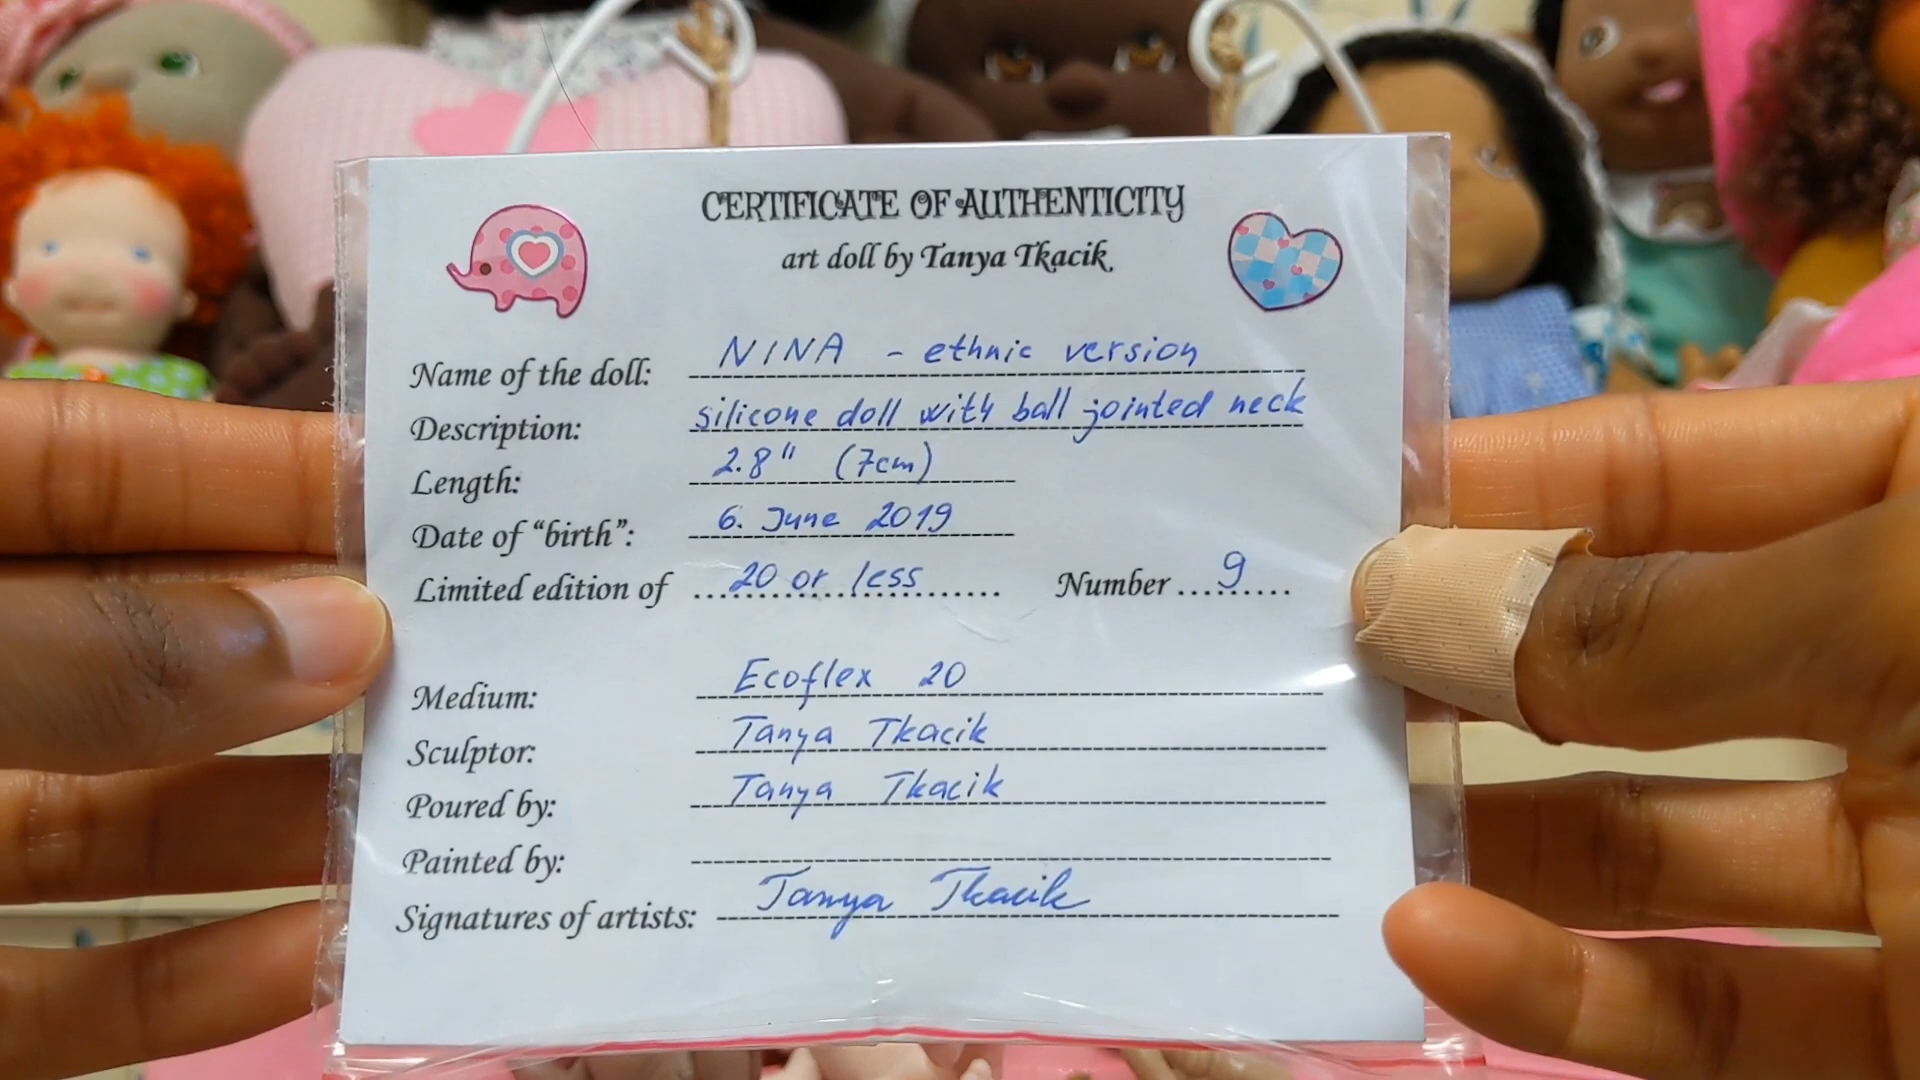 CERTIFICATE OF AUTHENTICITY
art doll by Tanya Tkacik
Name of the doll: NINA - ethnic version
Description: silicone doll with ball jointed neck
Length: 2.8" (7cm)
Date of “birth”: 6. June 2019
Limited edition of 20 or less Number 9
Medium: Ecoflex 20
Sculptor: Tanya Tkacik
Poured by: Tanya Tkacik
Painted by:
Signatures of artists: Tanya Tkacik